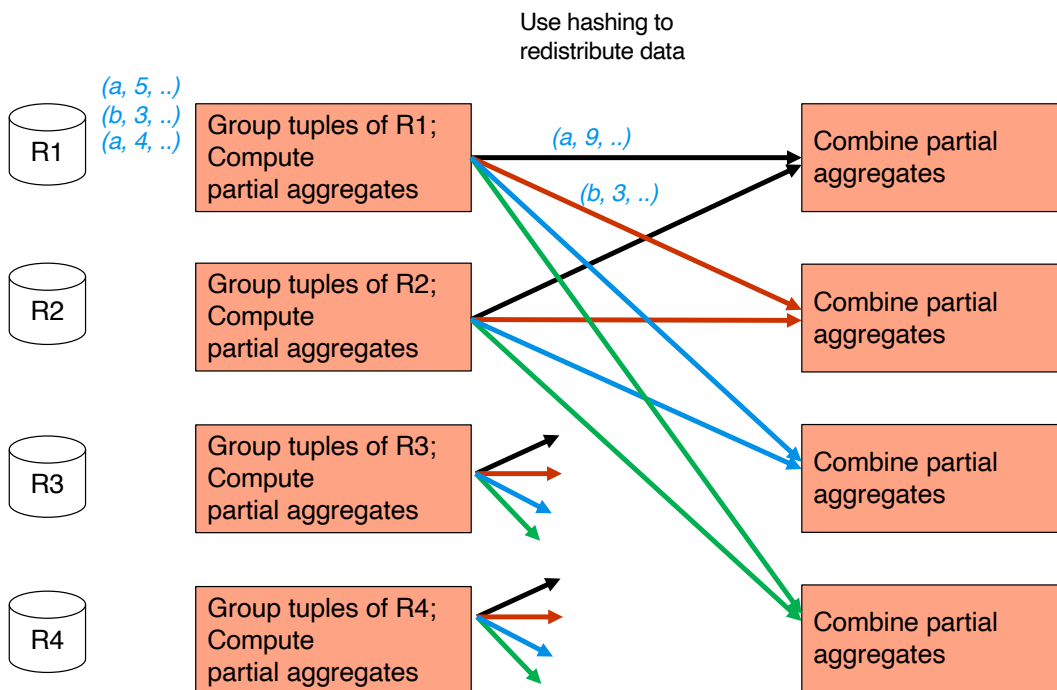 Use hashing to
redistribute data
(a, 5, ..)
(b, 3, ..)
(a, 4, ..)
R1
Group tuples of R1;
Compute
partial aggregates
(a, 9, ..)
(b, 3, ..)
Combine partial
aggregates
R2
Group tuples of R2;
Compute
partial aggregates
Combine partial
aggregates
R3
Group tuples of R3;
Compute
partial aggregates
Combine partial
aggregates
R4
Group tuples of R4;
Compute
partial aggregates
Combine partial
aggregates